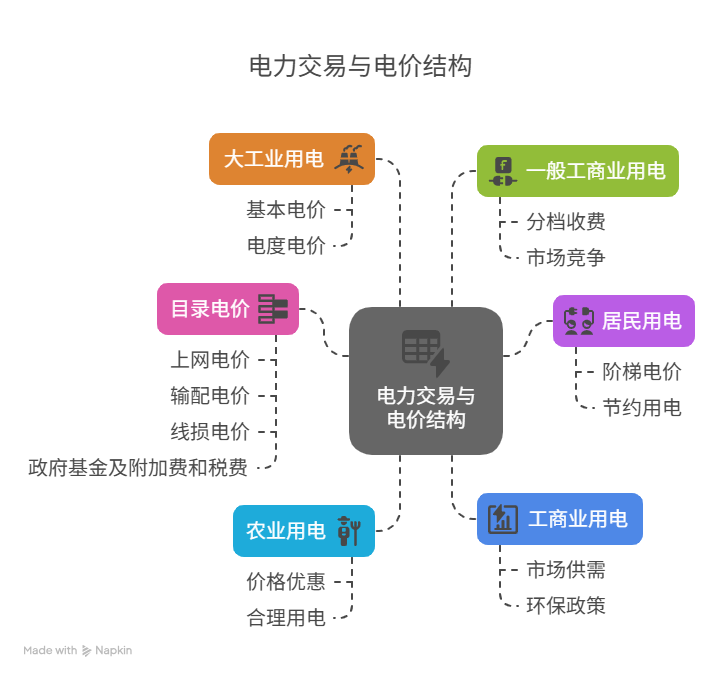 电力交易与电价结构
大工业用电
基本电价
电度电价
目录电价
上网电价
输配电价
线损电价
政府基金及附加费和税费
农业用电
价格优惠
合理用电
电力交易与
电价结构
一般工商业用电
分档收费
市场竞争
居民用电
阶梯电价
节约用电
工商业用电
市场供需
环保政策
Made with Napkin